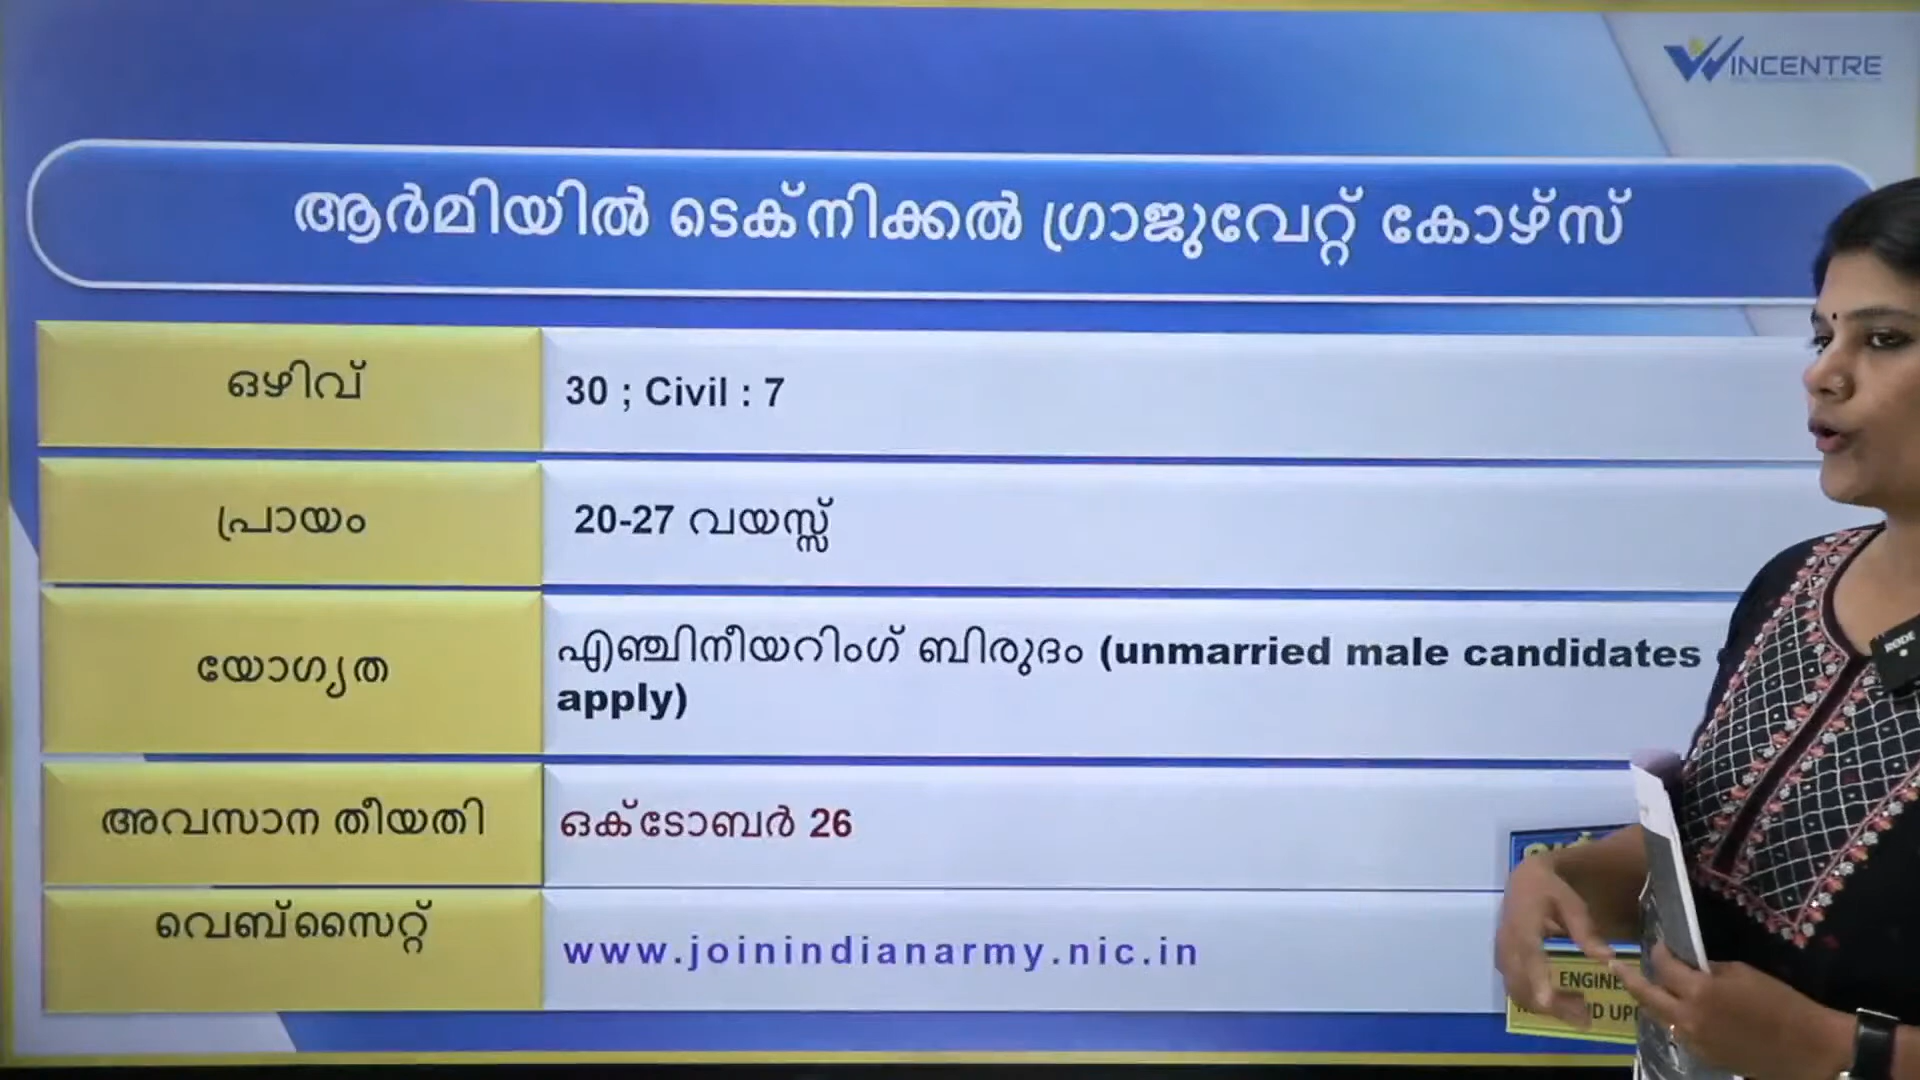 WINCENTRE
ആർമിയിൽ ടെക്നിക്കൽ ഗ്രാജുവേറ്റ് കോഴ്സ്
ഒഴിവ്
30 ; Civil : 7
പ്രായം
20-27 വയസ്സ്
യോഗ്യത
എഞ്ചിനീയറിംഗ് ബിരുദം (unmarried male candidates
apply)
അവസാന തീയതി
ഒക്ടോബർ 26
വെബ്സൈറ്റ്
www.joinindianarmy.nic.in
RODE